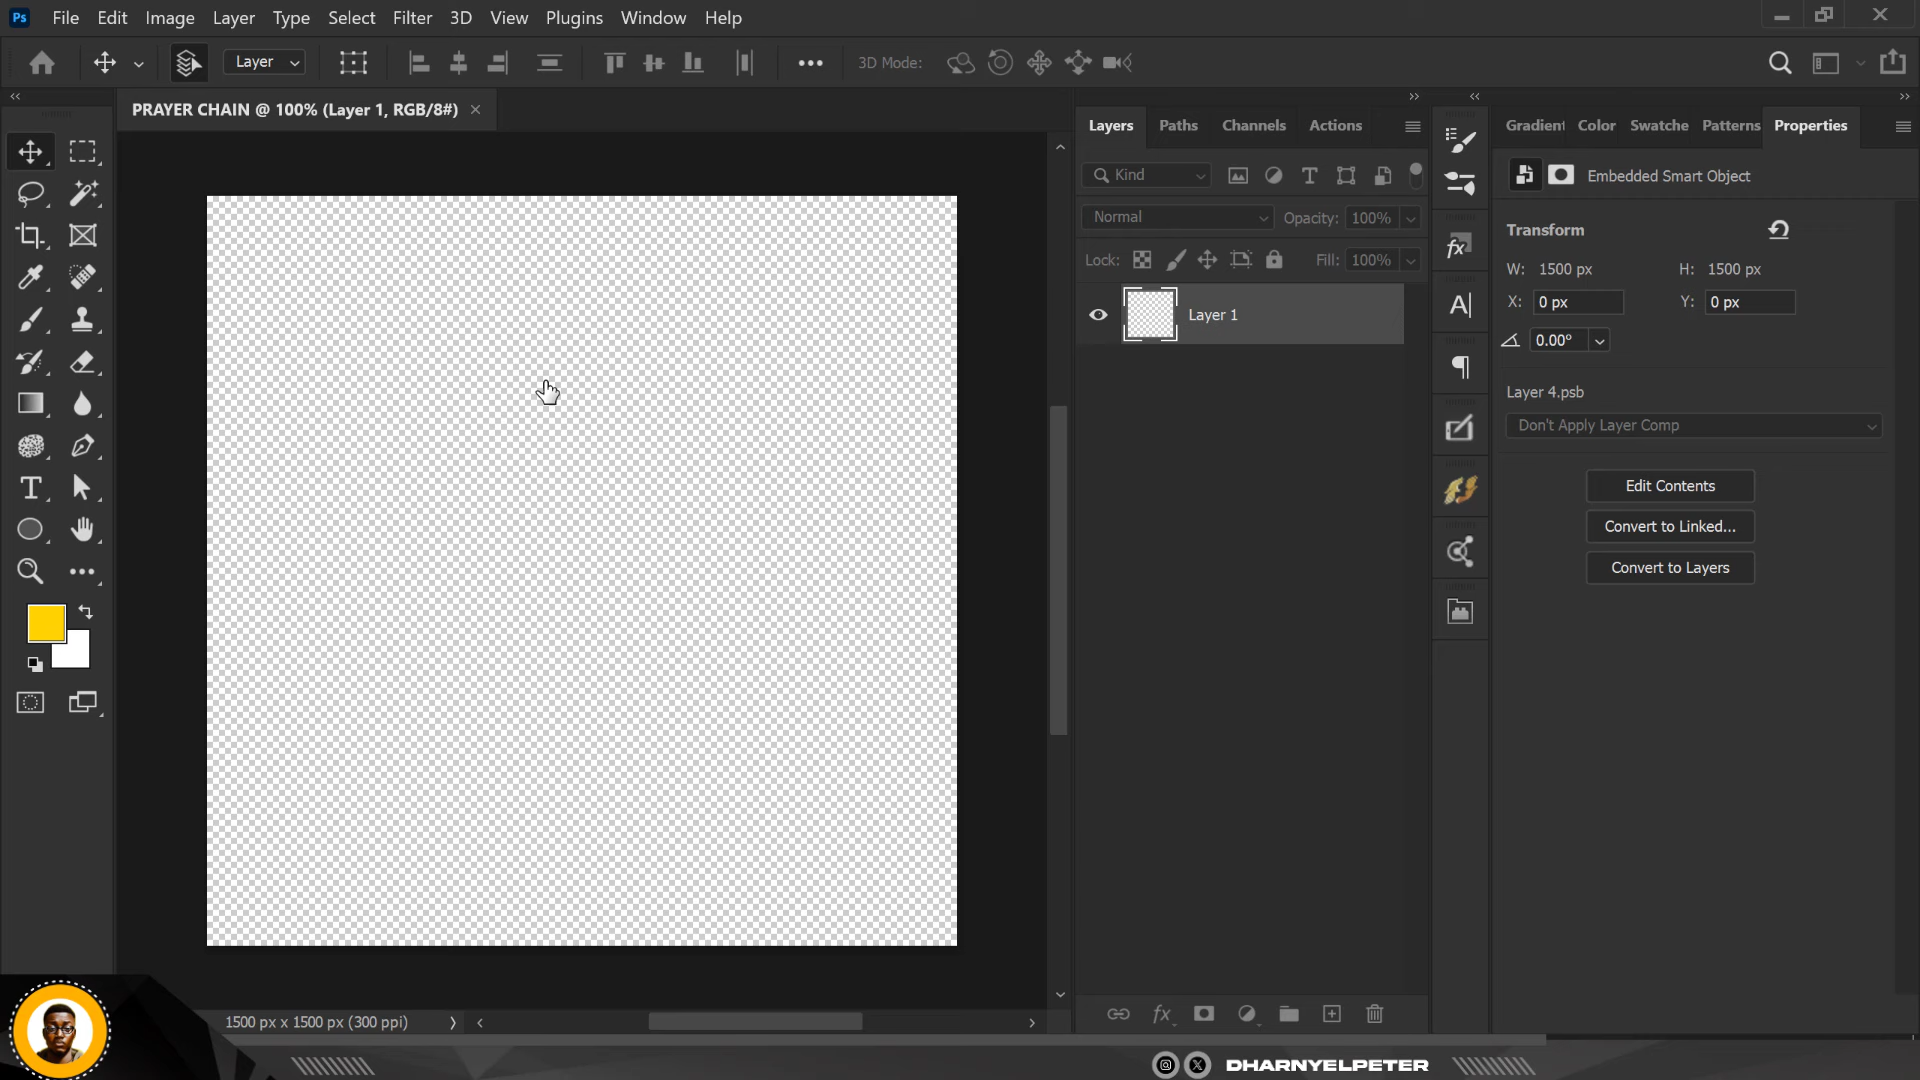 Ps File Edit Image Layer Type Select Filter 3D View Plugins Window Help
Layer 3D Mode:
PRAYER CHAIN @ 100% (Layer 1, RGB/8#)
Layers Paths Channels Actions
Gradient Color Swatche Patterns Properties
Kind
Embedded Smart Object
Normal Opacity: 100%
Transform
Lock: Fill: 100%
W: 1500 px H: 1500 px
X: 0 px Y: 0 px
Layer 1
0.00°
Layer 4.psb
Don't Apply Layer Comp
Edit Contents
Convert to Linked...
Convert to Layers
1500 px x 1500 px (300 ppi)
DHARNYELPETER